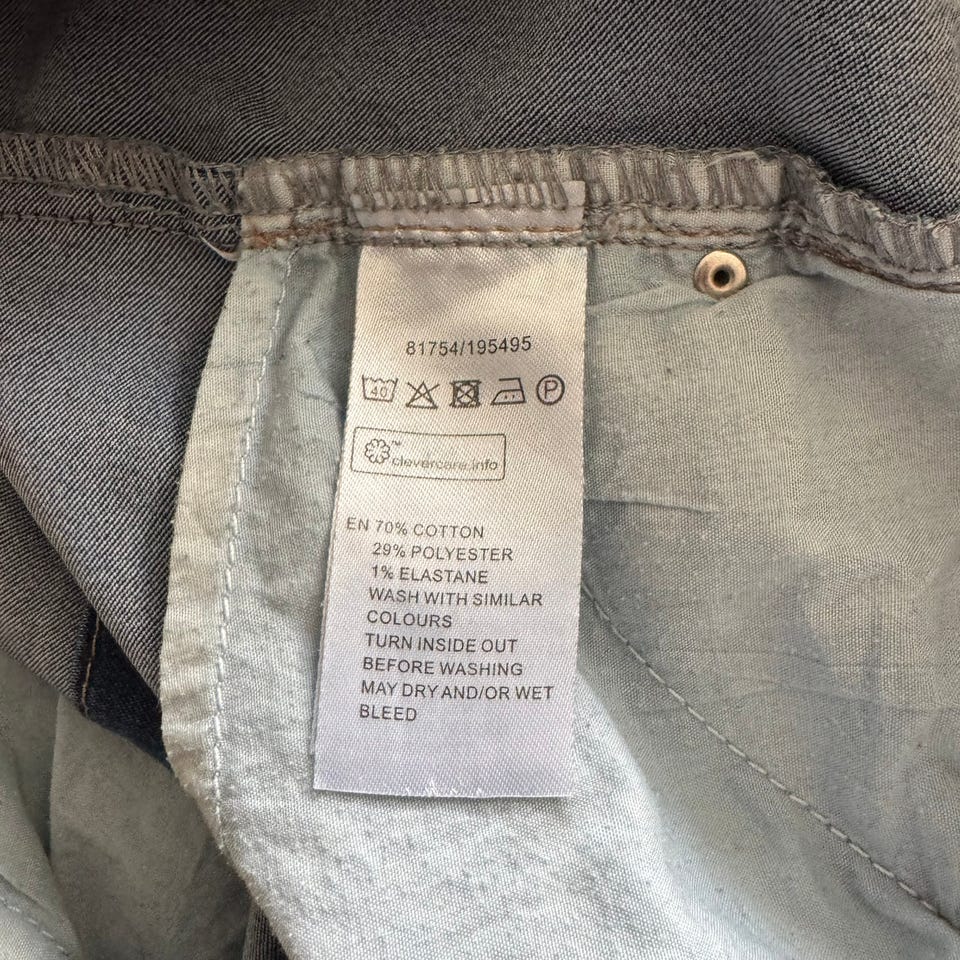 81754/195495
40 P
™
clevercare.info
EN 70% COTTON
29% POLYESTER
1% ELASTANE
WASH WITH SIMILAR
COLOURS
TURN INSIDE OUT
BEFORE WASHING
MAY DRY AND/OR WET
BLEED